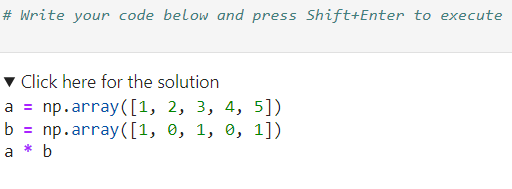 # Write your code below and press Shift+Enter to execute
▼ Click here for the solution
a = np.array([1, 2, 3, 4, 5])
b = np.array([1, 0, 1, 0, 1])
a * b